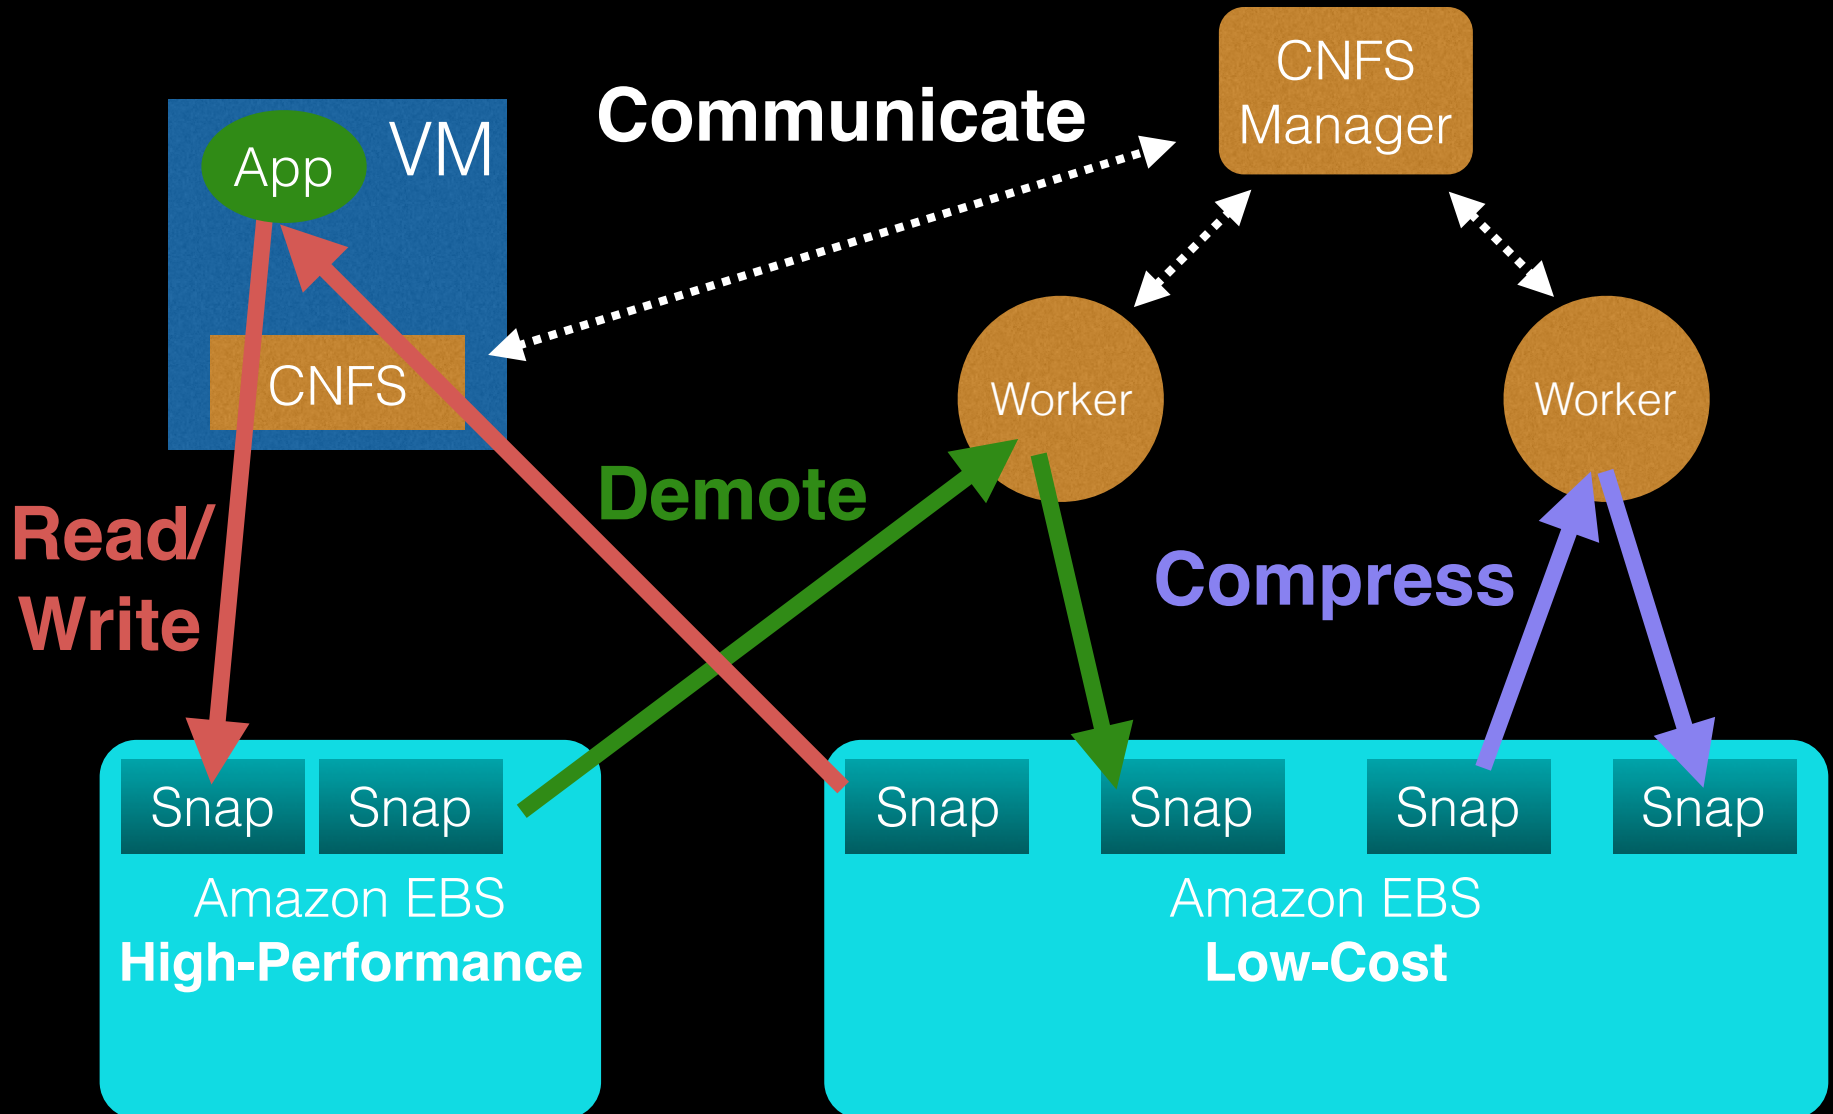 CNFS
Manager
Communicate
VM
App
CNFS
Worker
Worker
Demote
Read/
Write
Compress
Snap
Snap
Snap
Snap
Snap
Snap
Amazon EBS
High-Performance
Amazon EBS
Low-Cost